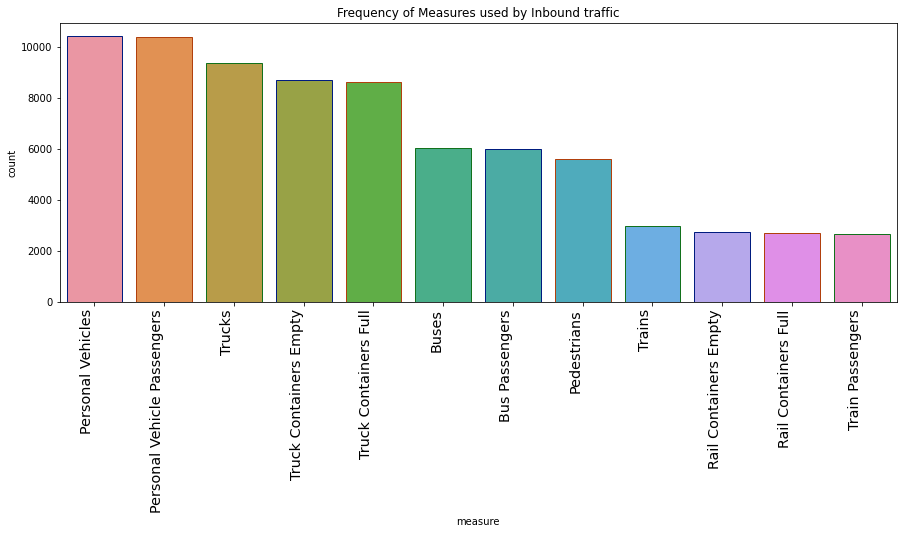 Frequency of Measures used by Inbound traffic
count
10000
8000
6000
4000
2000
0
Personal Vehicles
Personal Vehicle Passengers
Trucks
Truck Containers Empty
Truck Containers Full
Buses
Bus Passengers
Pedestrians
Trains
Rail Containers Empty
Rail Containers Full
Train Passengers
measure